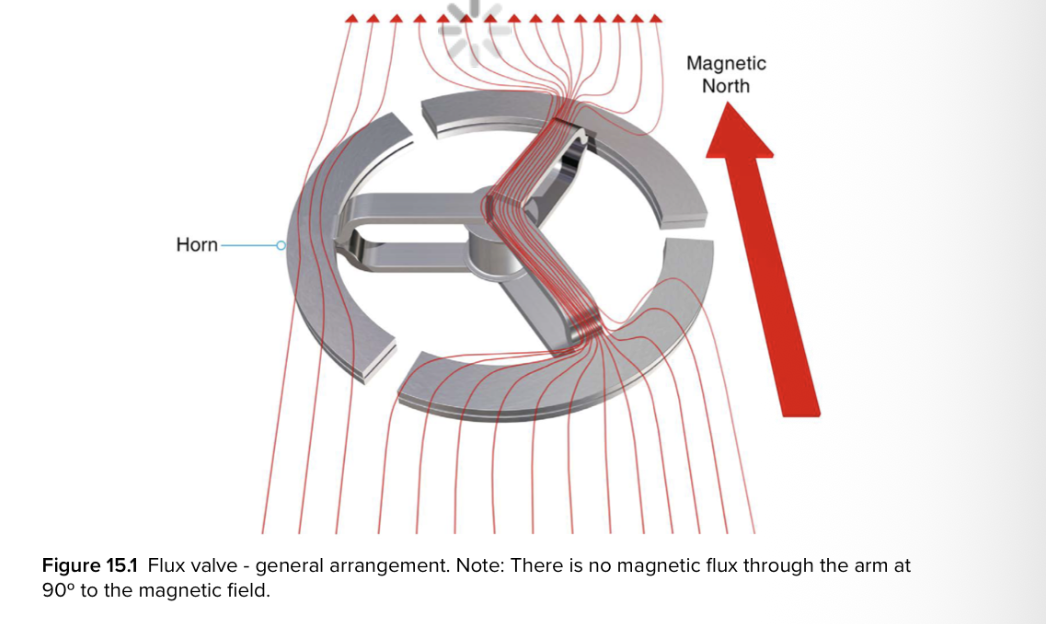 Magnetic
North
Horn
Figure 15.1 Flux valve - general arrangement. Note: There is no magnetic flux through the arm at
90º to the magnetic field.